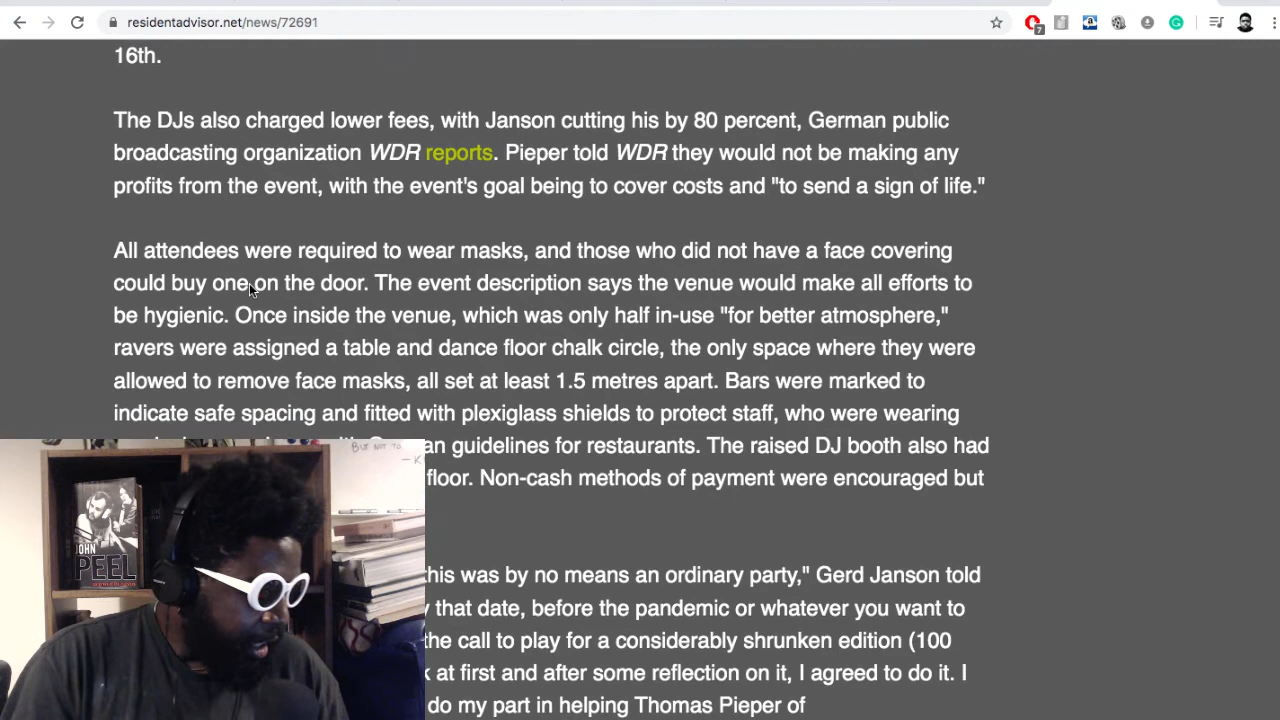 residentadvisor.net/news/72691
7
16th.
The DJs also charged lower fees, with Janson cutting his by 80 percent, German public
broadcasting organization WDR reports. Pieper told WDR they would not be making any
profits from the event, with the event's goal being to cover costs and "to send a sign of life."
All attendees were required to wear masks, and those who did not have a face covering
could buy one on the door. The event description says the venue would make all efforts to
be hygienic. Once inside the venue, which was only half in-use "for better atmosphere,"
ravers were assigned a table and dance floor chalk circle, the only space where they were
allowed to remove face masks, all set at least 1.5 metres apart. Bars were marked to
indicate safe spacing and fitted with plexiglass shields to protect staff, who were wearing
an guidelines for restaurants. The raised DJ booth also had
floor. Non-cash methods of payment were encouraged but
this was by no means an ordinary party," Gerd Janson told
that date, before the pandemic or whatever you want to
the call to play for a considerably shrunken edition (100
at first and after some reflection on it, I agreed to do it. I
do my part in helping Thomas Pieper of
BUT NOT TO
JOHN
PEEL
SONY